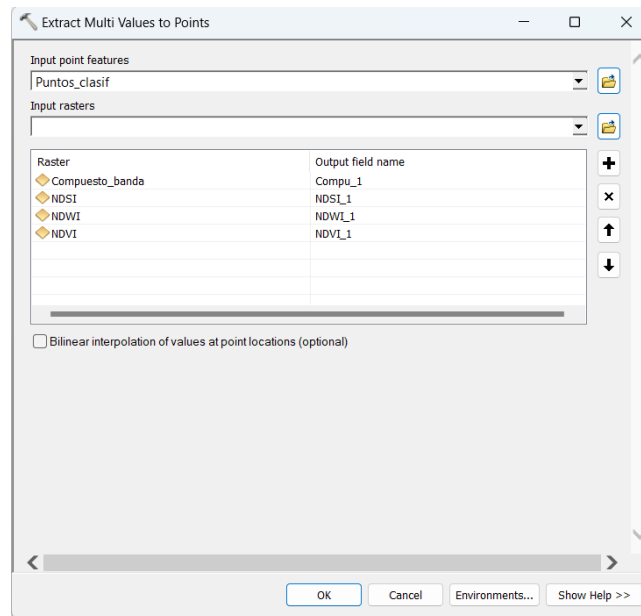 Extract Multi Values to Points
Input point features
Puntos_clasif
Input rasters
Raster Output field name
Compuesto_banda Compu_1
NDSI NDSI_1
NDWI NDWI_1
NDVI NDVI_1
Bilinear interpolation of values at point locations (optional)
OK Cancel Environments... Show Help >>